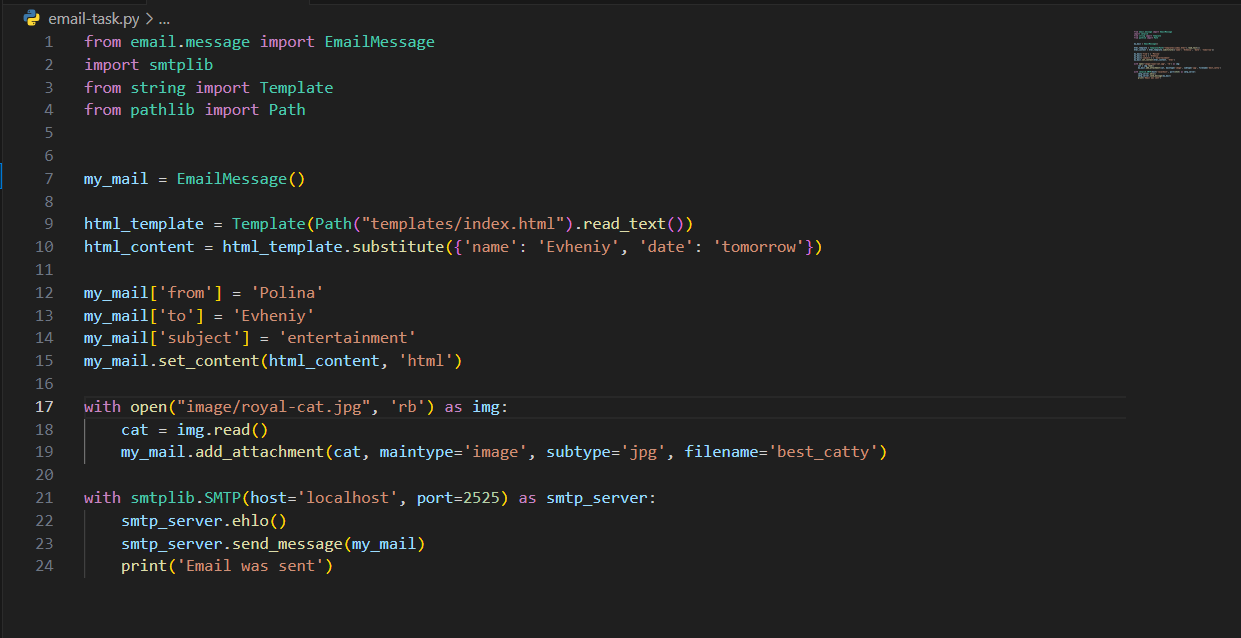 email-task.py > ...
1 from email.message import EmailMessage
2 import smtplib
3 from string import Template
4 from pathlib import Path
5
6
7 my_mail = EmailMessage()
8
9 html_template = Template(Path("templates/index.html").read_text())
10 html_content = html_template.substitute({'name': 'Evheniy', 'date': 'tomorrow'})
11
12 my_mail['from'] = 'Polina'
13 my_mail['to'] = 'Evheniy'
14 my_mail['subject'] = 'entertainment'
15 my_mail.set_content(html_content, 'html')
16
17 with open("image/royal-cat.jpg", 'rb') as img:
18     cat = img.read()
19     my_mail.add_attachment(cat, maintype='image', subtype='jpg', filename='best_catty')
20
21 with smtplib.SMTP(host='localhost', port=2525) as smtp_server:
22     smtp_server.ehlo()
23     smtp_server.send_message(my_mail)
24     print('Email was sent')